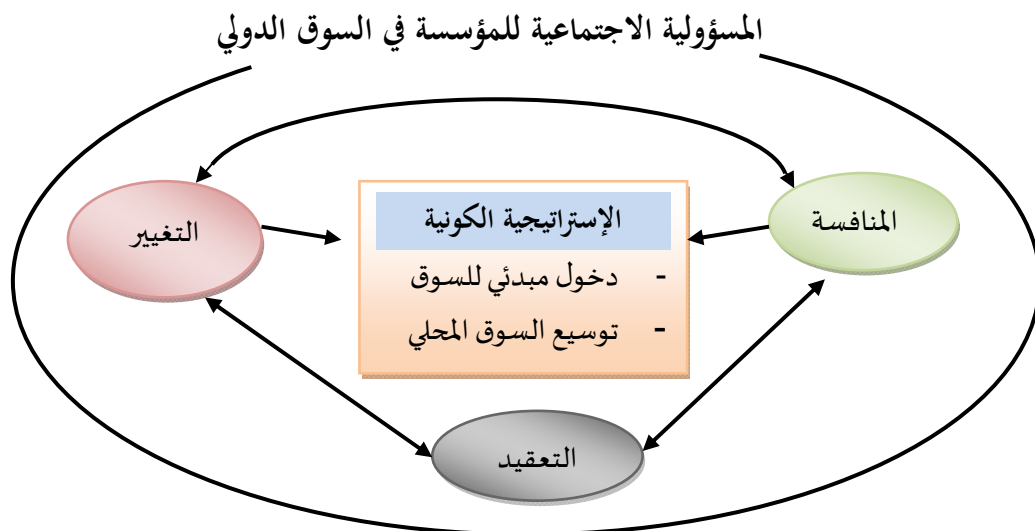 المسؤولية الاجتماعية للمؤسسة في السوق الدولي
المنافسة
الإستراتيجية الكونية
- دخول مبدئي للسوق
- توسيع السوق المحلي
التغيير
التعقيد